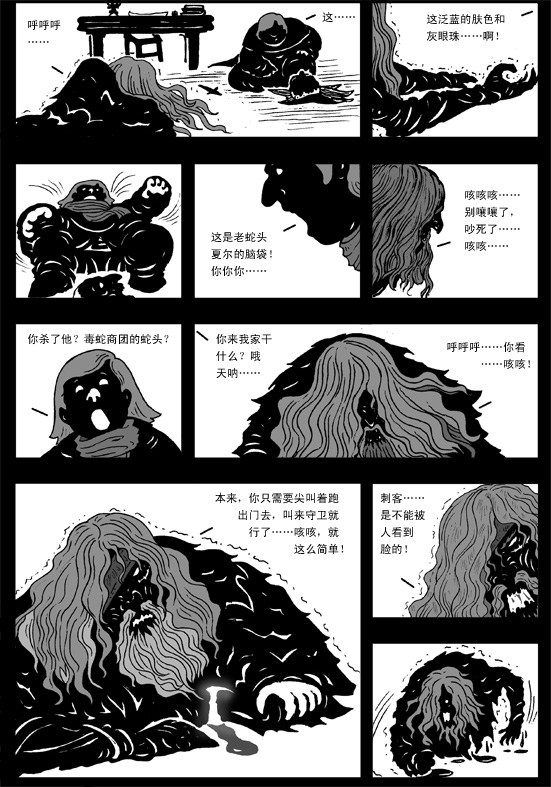 呼呼呼
……
这……
这泛蓝的肤色和
灰眼珠……啊！
这是老蛇头
夏尔的脑袋！
你你你……
咳咳咳……
别嚷嚷了，
吵死了……
咳咳……
你杀了他？毒蛇商团的蛇头？
你来我家干
什么？哦
天呐……
呼呼呼……你看
……咳咳！
本来，你只需要尖叫着跑
出门去，叫来守卫就
行了……咳咳，就
这么简单！
刺客……
是不能被
人看到
脸的！